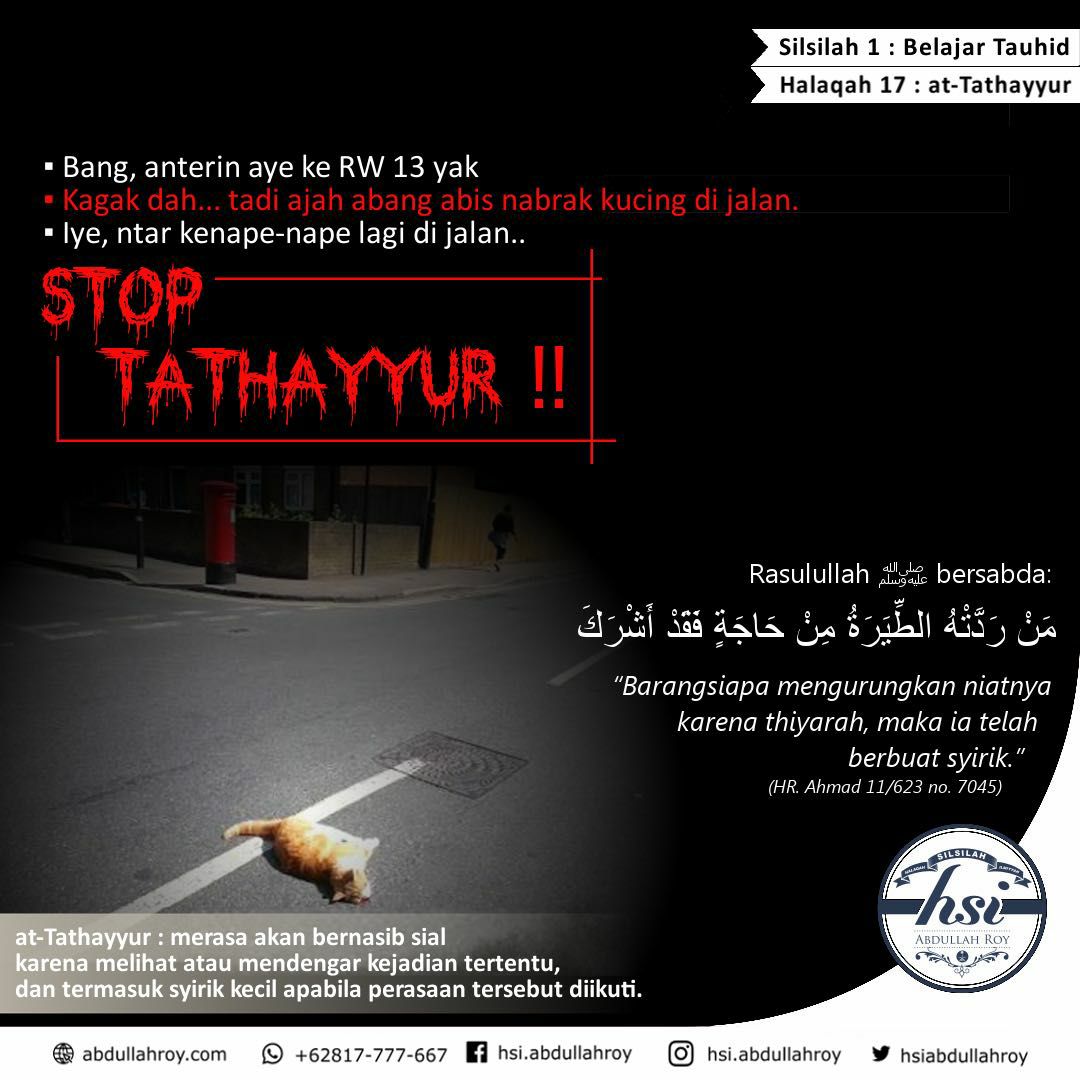 Silsilah 1 : Belajar Tauhid
Halaqah 17 : at-Tathayyur
▪ Bang, anterin aye ke RW 13 yak
▪ Kagak dah... tadi ajah abang abis nabrak kucing di jalan.
▪ Iye, ntar kenape-nape lagi di jalan..
STOP
TATHAYYUR !!
Rasulullah ﷺ bersabda:
مَنْ رَدَّتْهُ الطِّيَرَةُ مِنْ حَاجَةٍ فَقَدْ أَشْرَكَ
“Barangsiapa mengurungkan niatnya
karena thiyarah, maka ia telah
berbuat syirik.”
(HR. Ahmad 11/623 no. 7045)
HALAQAH SILSILAH ILMIYYAH
hsi
ABDULLAH ROY
at-Tathayyur : merasa akan bernasib sial
karena melihat atau mendengar kejadian tertentu,
dan termasuk syirik kecil apabila perasaan tersebut diikuti.
abdullahroy.com +62817-777-667 hsi.abdullahroy hsi.abdullahroy hsiabdullahroy